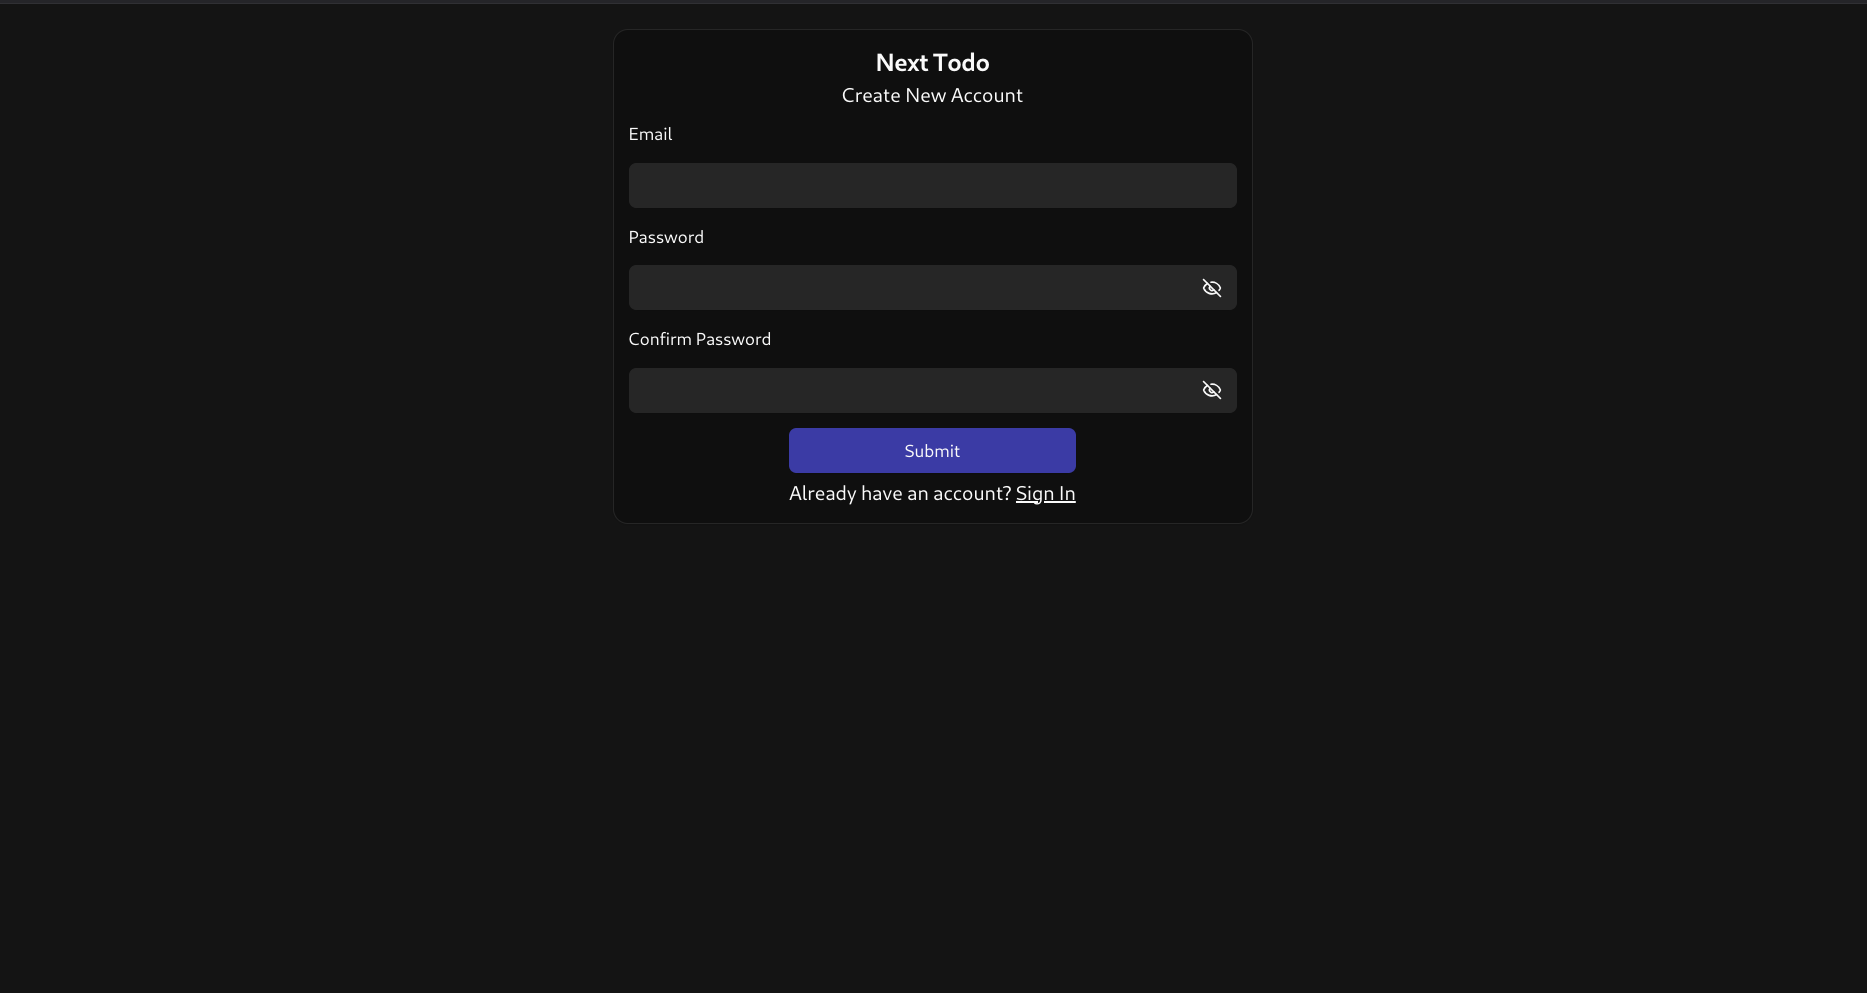 Next Todo
Create New Account
Email
Password
Confirm Password
Submit
Already have an account? Sign In